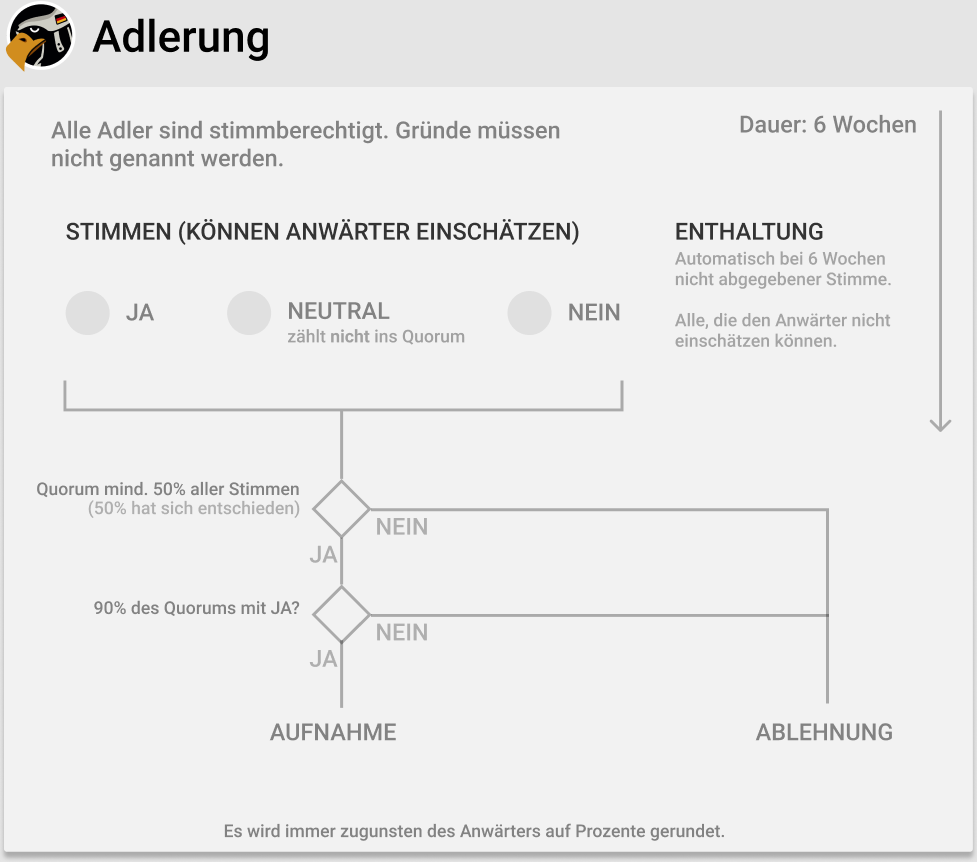 Adlerung
Alle Adler sind stimmberechtigt. Gründe müssen
nicht genannt werden.
Dauer: 6 Wochen
STIMMEN (KÖNNEN ANWÄRTER EINSCHÄTZEN)
JA
NEUTRAL
zählt nicht ins Quorum
NEIN
ENTHALTUNG
Automatisch bei 6 Wochen
nicht abgegebener Stimme.
Alle, die den Anwärter nicht
einschätzen können.
Quorum mind. 50% aller Stimmen
(50% hat sich entschieden)
NEIN
JA
90% des Quorums mit JA?
NEIN
JA
AUFNAHME
ABLEHNUNG
Es wird immer zugunsten des Anwärters auf Prozente gerundet.